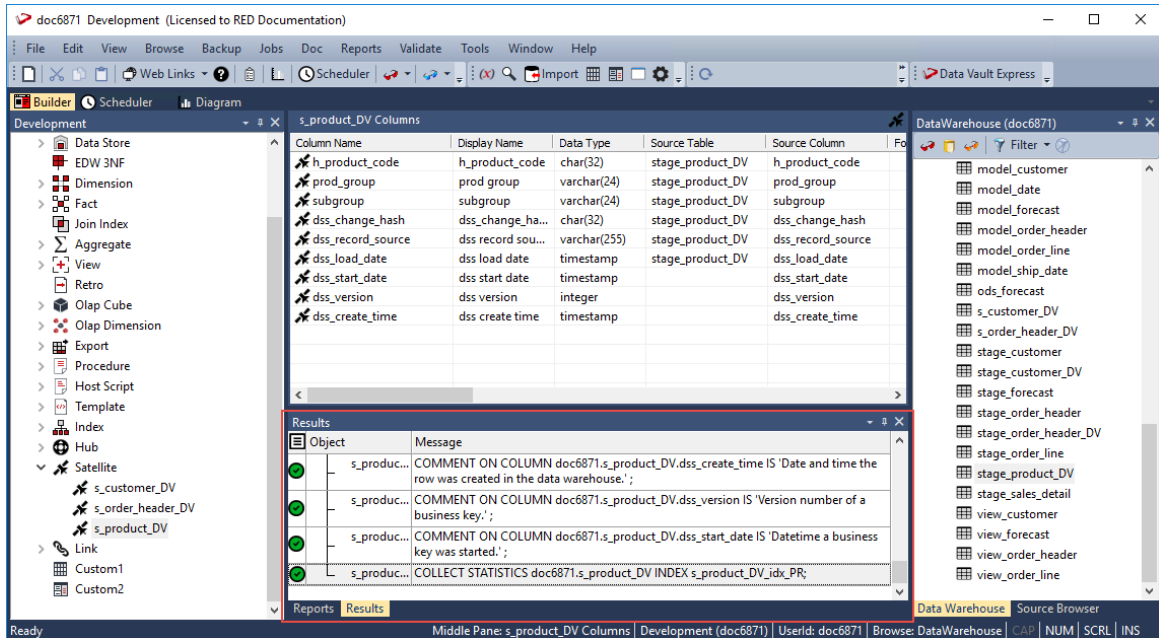 doc6871 Development (Licensed to RED Documentation)
File Edit View Browse Backup Jobs Doc Reports Validate Tools Window Help
Web Links Scheduler (x) Import Data Vault Express
Builder Scheduler Diagram
Development
Data Store
EDW 3NF
Dimension
Fact
Join Index
Aggregate
View
Retro
Olap Cube
Olap Dimension
Export
Procedure
Host Script
Template
Index
Hub
Satellite
s_customer_DV
s_order_header_DV
s_product_DV
Link
Custom1
Custom2
s_product_DV Columns
Column Name Display Name Data Type Source Table Source Column Fo
h_product_code h_product_code char(32) stage_product_DV h_product_code
prod_group prod group varchar(24) stage_product_DV prod_group
subgroup subgroup varchar(24) stage_product_DV subgroup
dss_change_hash dss_change_ha... char(32) stage_product_DV dss_change_hash
dss_record_source dss record sou... varchar(255) stage_product_DV dss_record_source
dss_load_date dss load date timestamp stage_product_DV dss_load_date
dss_start_date dss start date timestamp dss_start_date
dss_version dss version integer dss_version
dss_create_time dss create time timestamp dss_create_time
Results
Object Message
s_produc... COMMENT ON COLUMN doc6871.s_product_DV.dss_create_time IS 'Date and time the
row was created in the data warehouse.' ;
s_produc... COMMENT ON COLUMN doc6871.s_product_DV.dss_version IS 'Version number of a
business key.' ;
s_produc... COMMENT ON COLUMN doc6871.s_product_DV.dss_start_date IS 'Datetime a business
key was started.' ;
s_produc... COLLECT STATISTICS doc6871.s_product_DV INDEX s_product_DV_idx_PR;
Reports Results
DataWarehouse (doc6871)
Filter
model_customer
model_date
model_forecast
model_order_header
model_order_line
model_ship_date
ods_forecast
s_customer_DV
s_order_header_DV
stage_customer
stage_customer_DV
stage_forecast
stage_order_header
stage_order_header_DV
stage_order_line
stage_product_DV
stage_sales_detail
view_customer
view_forecast
view_order_header
view_order_line
Data Warehouse Source Browser
Ready Middle Pane: s_product_DV Columns Development (doc6871) UserId: doc6871 Browse: DataWarehouse CAP NUM SCRL INS